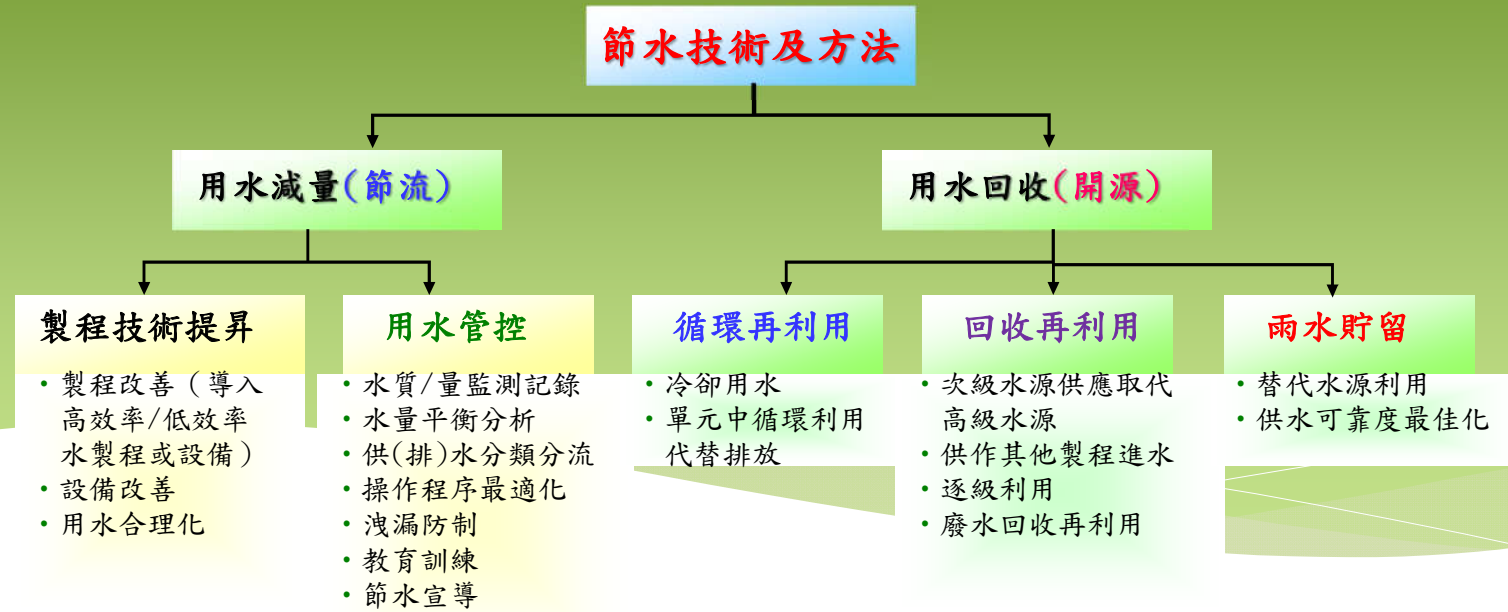 節水技術及方法
用水減量(節流)
用水回收(開源)
製程技術提昇
• 製程改善（導入
高效率/低效率
水製程或設備）
• 設備改善
• 用水合理化
用水管控
• 水質/量監測記錄
• 水量平衡分析
• 供(排)水分類分流
• 操作程序最適化
• 洩漏防制
• 教育訓練
• 節水宣導
循環再利用
• 冷卻用水
• 單元中循環利用
代替排放
回收再利用
• 次級水源供應取代
高級水源
• 供作其他製程進水
• 逐級利用
• 廢水回收再利用
雨水貯留
• 替代水源利用
• 供水可靠度最佳化